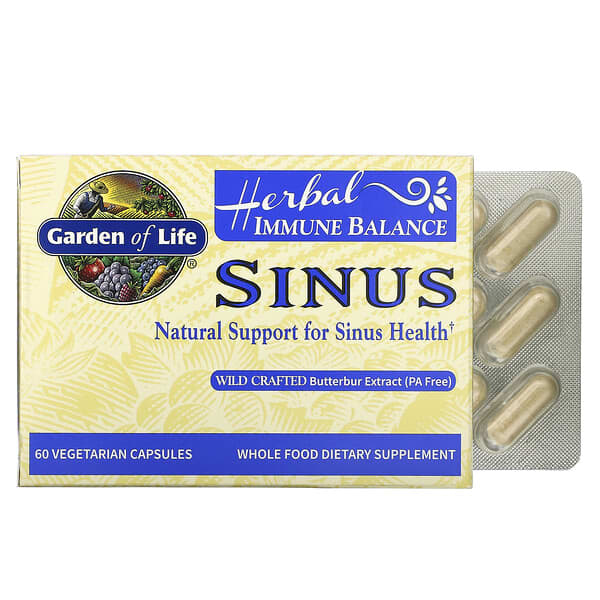 Herbal
IMMUNE BALANCE
Garden of Life
®
SINUS
Natural Support for Sinus Health†
WILD CRAFTED Butterbur Extract (PA Free)
60 VEGETARIAN CAPSULES WHOLE FOOD DIETARY SUPPLEMENT